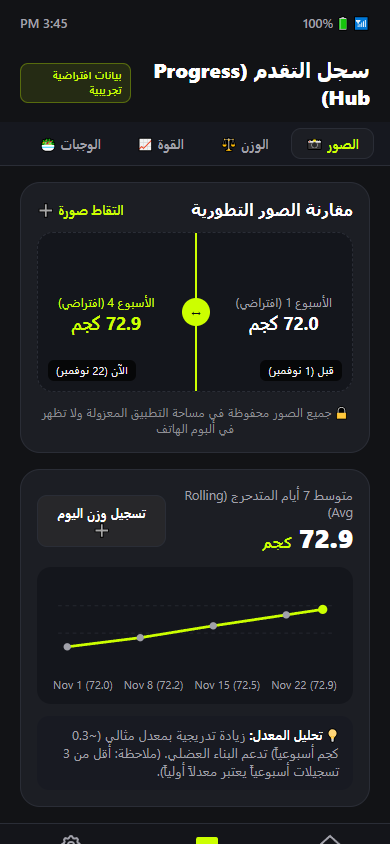 3:45 PM
100%
سجل التقدم (Progress
Hub)
بيانات افتراضية
تجريبية
الصور
الوزن
القوة
الوجبات
مقارنة الصور التطورية
التقاط صورة +
الأسبوع 1 (افتراضي)
72.0 كجم
قبل (1 نوفمبر)
↔
الأسبوع 4 (افتراضي)
72.9 كجم
الآن (22 نوفمبر)
🔒 جميع الصور محفوظة في مساحة التطبيق المعزولة ولا تظهر
في ألبوم الهاتف
متوسط 7 أيام المتدحرج (Rolling
Avg)
72.9 كجم
تسجيل وزن اليوم
+
Nov 1 (72.0) Nov 8 (72.2) Nov 15 (72.5) Nov 22 (72.9)
💡 تحليل المعدل: زيادة تدريجية بمعدل مثالي (~0.3
كجم أسبوعياً) تدعم البناء العضلي. (ملاحظة: أقل من 3
تسجيلات أسبوعياً يعتبر معدلاً أولياً).